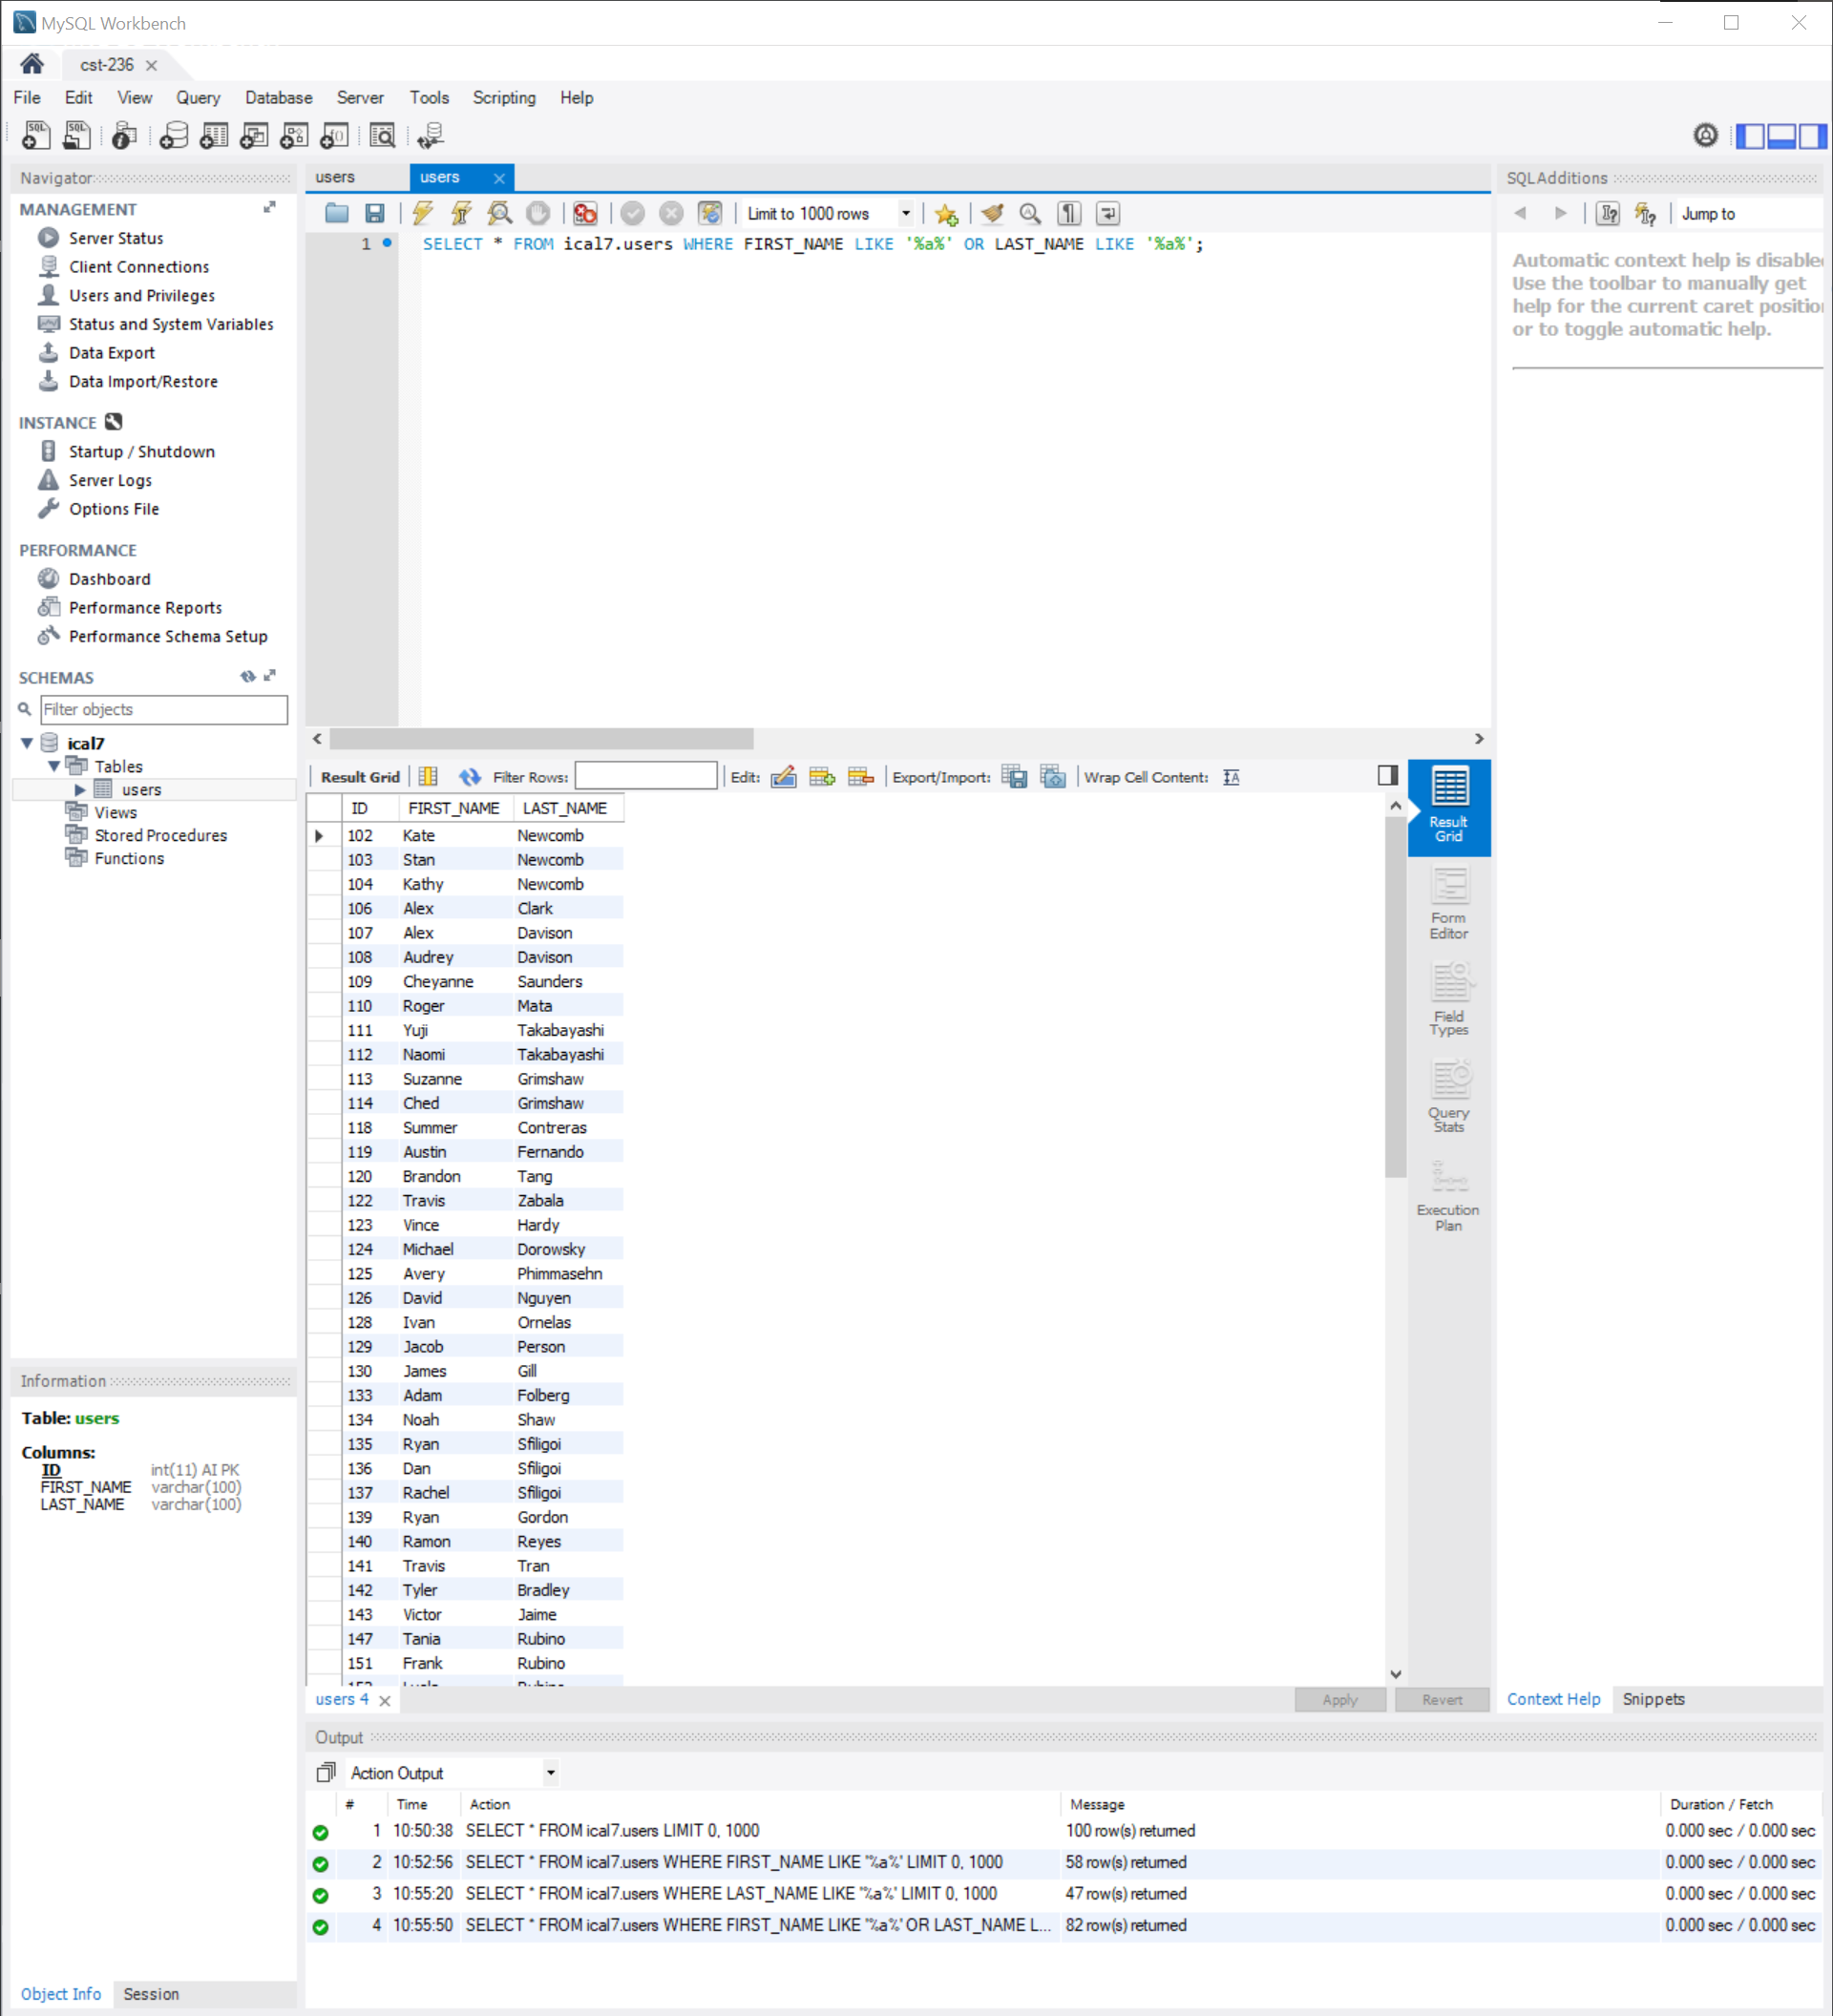 MySQL Workbench
cst-236
File Edit View Query Database Server Tools Scripting Help
Navigator
MANAGEMENT
Server Status
Client Connections
Users and Privileges
Status and System Variables
Data Export
Data Import/Restore
INSTANCE
Startup / Shutdown
Server Logs
Options File
PERFORMANCE
Dashboard
Performance Reports
Performance Schema Setup
SCHEMAS
Filter objects
ical7
Tables
users
Views
Stored Procedures
Functions
Information
Table: users
Columns:
ID int(11) AI PK
FIRST_NAME varchar(100)
LAST_NAME varchar(100)
Object Info Session
users users
Limit to 1000 rows
1 SELECT * FROM ical7.users WHERE FIRST_NAME LIKE '%a%' OR LAST_NAME LIKE '%a%';
Result Grid Filter Rows: Edit: Export/Import: Wrap Cell Content:
ID FIRST_NAME LAST_NAME
102 Kate Newcomb
103 Stan Newcomb
104 Kathy Newcomb
106 Alex Clark
107 Alex Davison
108 Audrey Davison
109 Cheyanne Saunders
110 Roger Mata
111 Yuji Takabayashi
112 Naomi Takabayashi
113 Suzanne Grimshaw
114 Ched Grimshaw
118 Summer Contreras
119 Austin Fernando
120 Brandon Tang
122 Travis Zabala
123 Vince Hardy
124 Michael Dorowsky
125 Avery Phimmasehn
126 David Nguyen
128 Ivan Ornelas
129 Jacob Person
130 James Gill
133 Adam Folberg
134 Noah Shaw
135 Ryan Sfiligoi
136 Dan Sfiligoi
137 Rachel Sfiligoi
139 Ryan Gordon
140 Ramon Reyes
141 Travis Tran
142 Tyler Bradley
143 Victor Jaime
147 Tania Rubino
151 Frank Rubino
Result
Grid
Form
Editor
Field
Types
Query
Stats
Execution
Plan
users 4
Apply Revert
SQLAdditions
Jump to
Automatic context help is disable
Use the toolbar to manually get
help for the current caret position
or to toggle automatic help.
Context Help Snippets
Output
Action Output
# Time Action Message Duration / Fetch
1 10:50:38 SELECT * FROM ical7.users LIMIT 0, 1000 100 row(s) returned 0.000 sec / 0.000 sec
2 10:52:56 SELECT * FROM ical7.users WHERE FIRST_NAME LIKE '%a%' LIMIT 0, 1000 58 row(s) returned 0.000 sec / 0.000 sec
3 10:55:20 SELECT * FROM ical7.users WHERE LAST_NAME LIKE '%a%' LIMIT 0, 1000 47 row(s) returned 0.000 sec / 0.000 sec
4 10:55:50 SELECT * FROM ical7.users WHERE FIRST_NAME LIKE '%a%' OR LAST_NAME L... 82 row(s) returned 0.000 sec / 0.000 sec